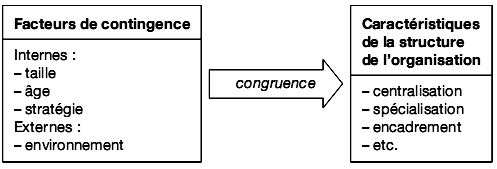 Facteurs de contingence
Internes :
– taille
– âge
– stratégie
Externes :
– environnement
congruence
Caractéristiques
de la structure
de l'organisation
– centralisation
– spécialisation
– encadrement
– etc.